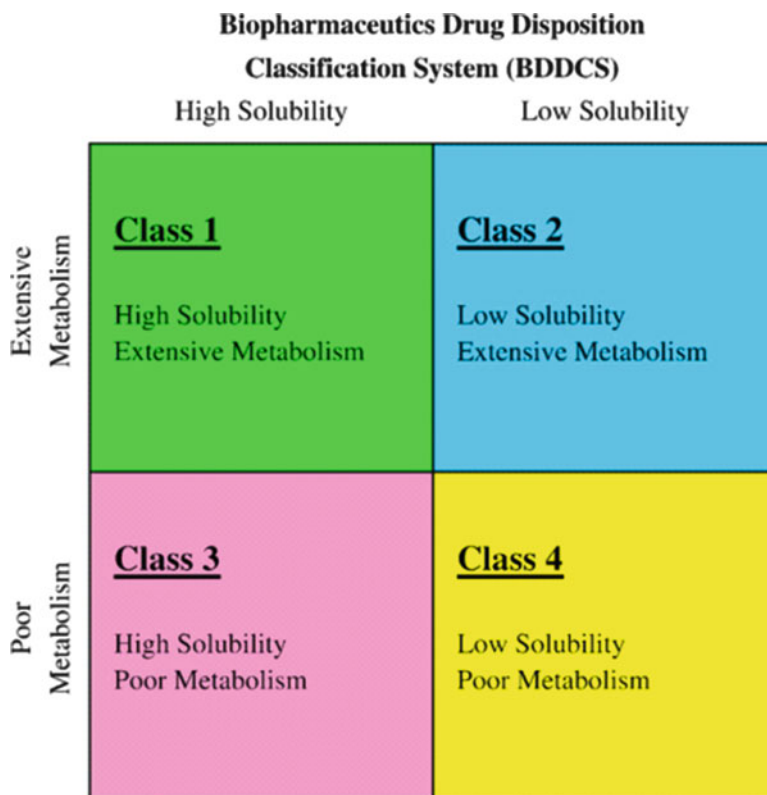 Biopharmaceutics Drug Disposition
Classification System (BDDCS)
High Solubility
Low Solubility
Extensive
Metabolism
Class 1
High Solubility
Extensive Metabolism
Class 2
Low Solubility
Extensive Metabolism
Poor
Metabolism
Class 3
High Solubility
Poor Metabolism
Class 4
Low Solubility
Poor Metabolism